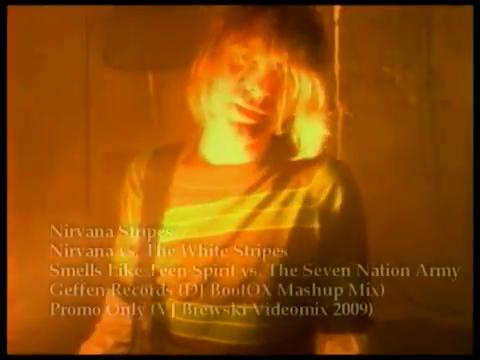 Nirvana Stripes
Nirvana vs. The White Stripes
Smells Like Teen Spirit vs. The Seven Nation Army
Geffen Records (DJ BootOX Mashup Mix)
Promo Only (VJ Brewski Videomix 2009)